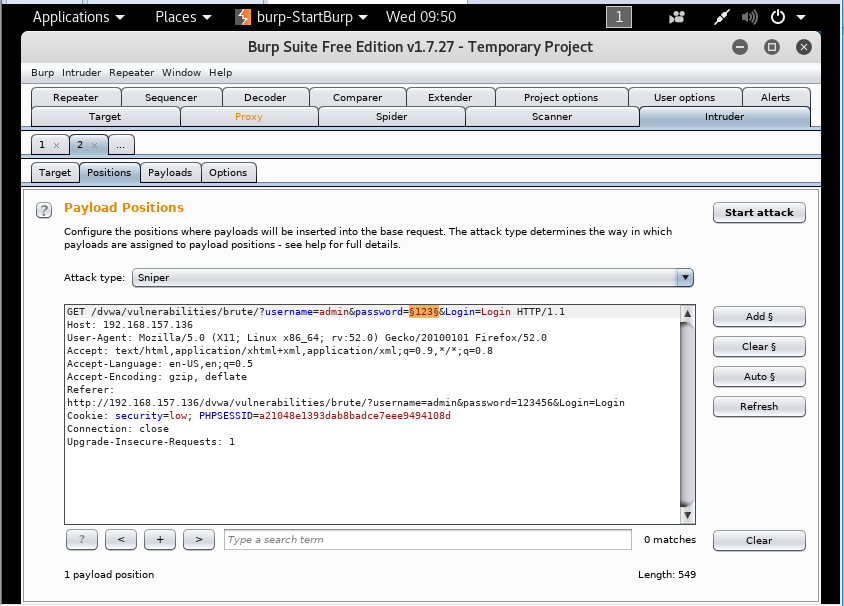 Applications Places burp-StartBurp Wed 09:50 1
Burp Suite Free Edition v1.7.27 - Temporary Project
Burp Intruder Repeater Window Help
Repeater Sequencer Decoder Comparer Extender Project options User options Alerts
Target Proxy Spider Scanner Intruder
1 × 2 × ...
Target Positions Payloads Options
? Payload Positions
Start attack
Configure the positions where payloads will be inserted into the base request. The attack type determines the way in which
payloads are assigned to payload positions - see help for full details.
Attack type: Sniper
GET /dvwa/vulnerabilities/brute/?username=admin&password=§123§&Login=Login HTTP/1.1
Host: 192.168.157.136
User-Agent: Mozilla/5.0 (X11; Linux x86_64; rv:52.0) Gecko/20100101 Firefox/52.0
Accept: text/html,application/xhtml+xml,application/xml;q=0.9,*/*;q=0.8
Accept-Language: en-US,en;q=0.5
Accept-Encoding: gzip, deflate
Referer:
http://192.168.157.136/dvwa/vulnerabilities/brute/?username=admin&password=123456&Login=Login
Cookie: security=low; PHPSESSID=a21048e1393dab8badce7eee9494108d
Connection: close
Upgrade-Insecure-Requests: 1
Add §
Clear §
Auto §
Refresh
? < + > Type a search term 0 matches Clear
1 payload position Length: 549